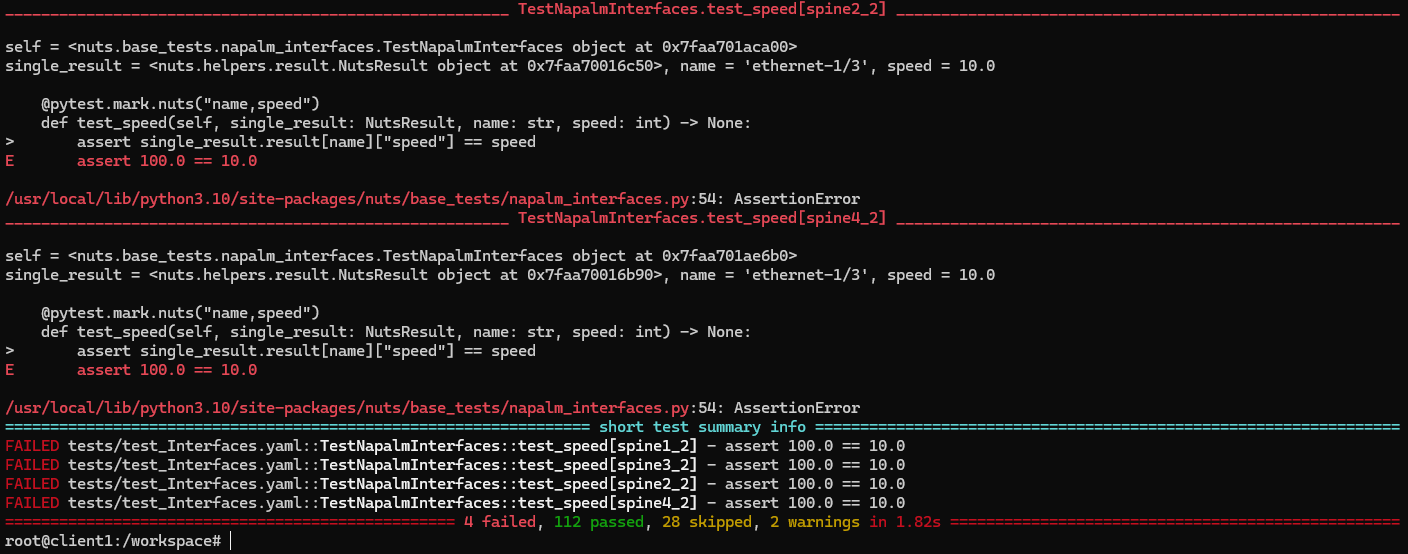 ________________________________________________________ TestNapalmInterfaces.test_speed[spine2_2] ________________________________________________________
self = <nuts.base_tests.napalm_interfaces.TestNapalmInterfaces object at 0x7faa701aca00>
single_result = <nuts.helpers.result.NutsResult object at 0x7faa70016c50>, name = 'ethernet-1/3', speed = 10.0
    @pytest.mark.nuts("name,speed")
    def test_speed(self, single_result: NutsResult, name: str, speed: int) -> None:
>       assert single_result.result[name]["speed"] == speed
E       assert 100.0 == 10.0
/usr/local/lib/python3.10/site-packages/nuts/base_tests/napalm_interfaces.py:54: AssertionError
________________________________________________________ TestNapalmInterfaces.test_speed[spine4_2] ________________________________________________________
self = <nuts.base_tests.napalm_interfaces.TestNapalmInterfaces object at 0x7faa701ae6b0>
single_result = <nuts.helpers.result.NutsResult object at 0x7faa70016b90>, name = 'ethernet-1/3', speed = 10.0
    @pytest.mark.nuts("name,speed")
    def test_speed(self, single_result: NutsResult, name: str, speed: int) -> None:
>       assert single_result.result[name]["speed"] == speed
E       assert 100.0 == 10.0
/usr/local/lib/python3.10/site-packages/nuts/base_tests/napalm_interfaces.py:54: AssertionError
================================================================= short test summary info =================================================================
FAILED tests/test_Interfaces.yaml::TestNapalmInterfaces::test_speed[spine1_2] - assert 100.0 == 10.0
FAILED tests/test_Interfaces.yaml::TestNapalmInterfaces::test_speed[spine3_2] - assert 100.0 == 10.0
FAILED tests/test_Interfaces.yaml::TestNapalmInterfaces::test_speed[spine2_2] - assert 100.0 == 10.0
FAILED tests/test_Interfaces.yaml::TestNapalmInterfaces::test_speed[spine4_2] - assert 100.0 == 10.0
================================================== 4 failed, 112 passed, 28 skipped, 2 warnings in 1.82s ==================================================
root@client1:/workspace#